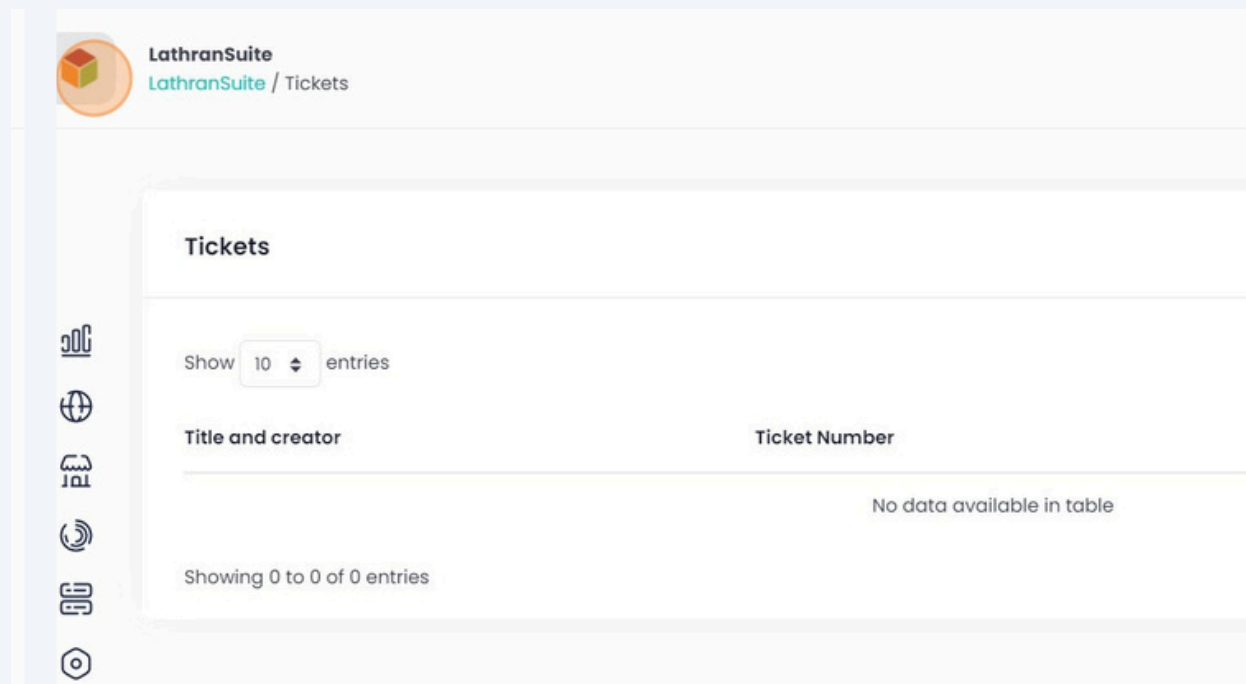 LathranSuite
LathranSuite / Tickets
Tickets
Show 10 entries
Title and creator Ticket Number
No data available in table
Showing 0 to 0 of 0 entries